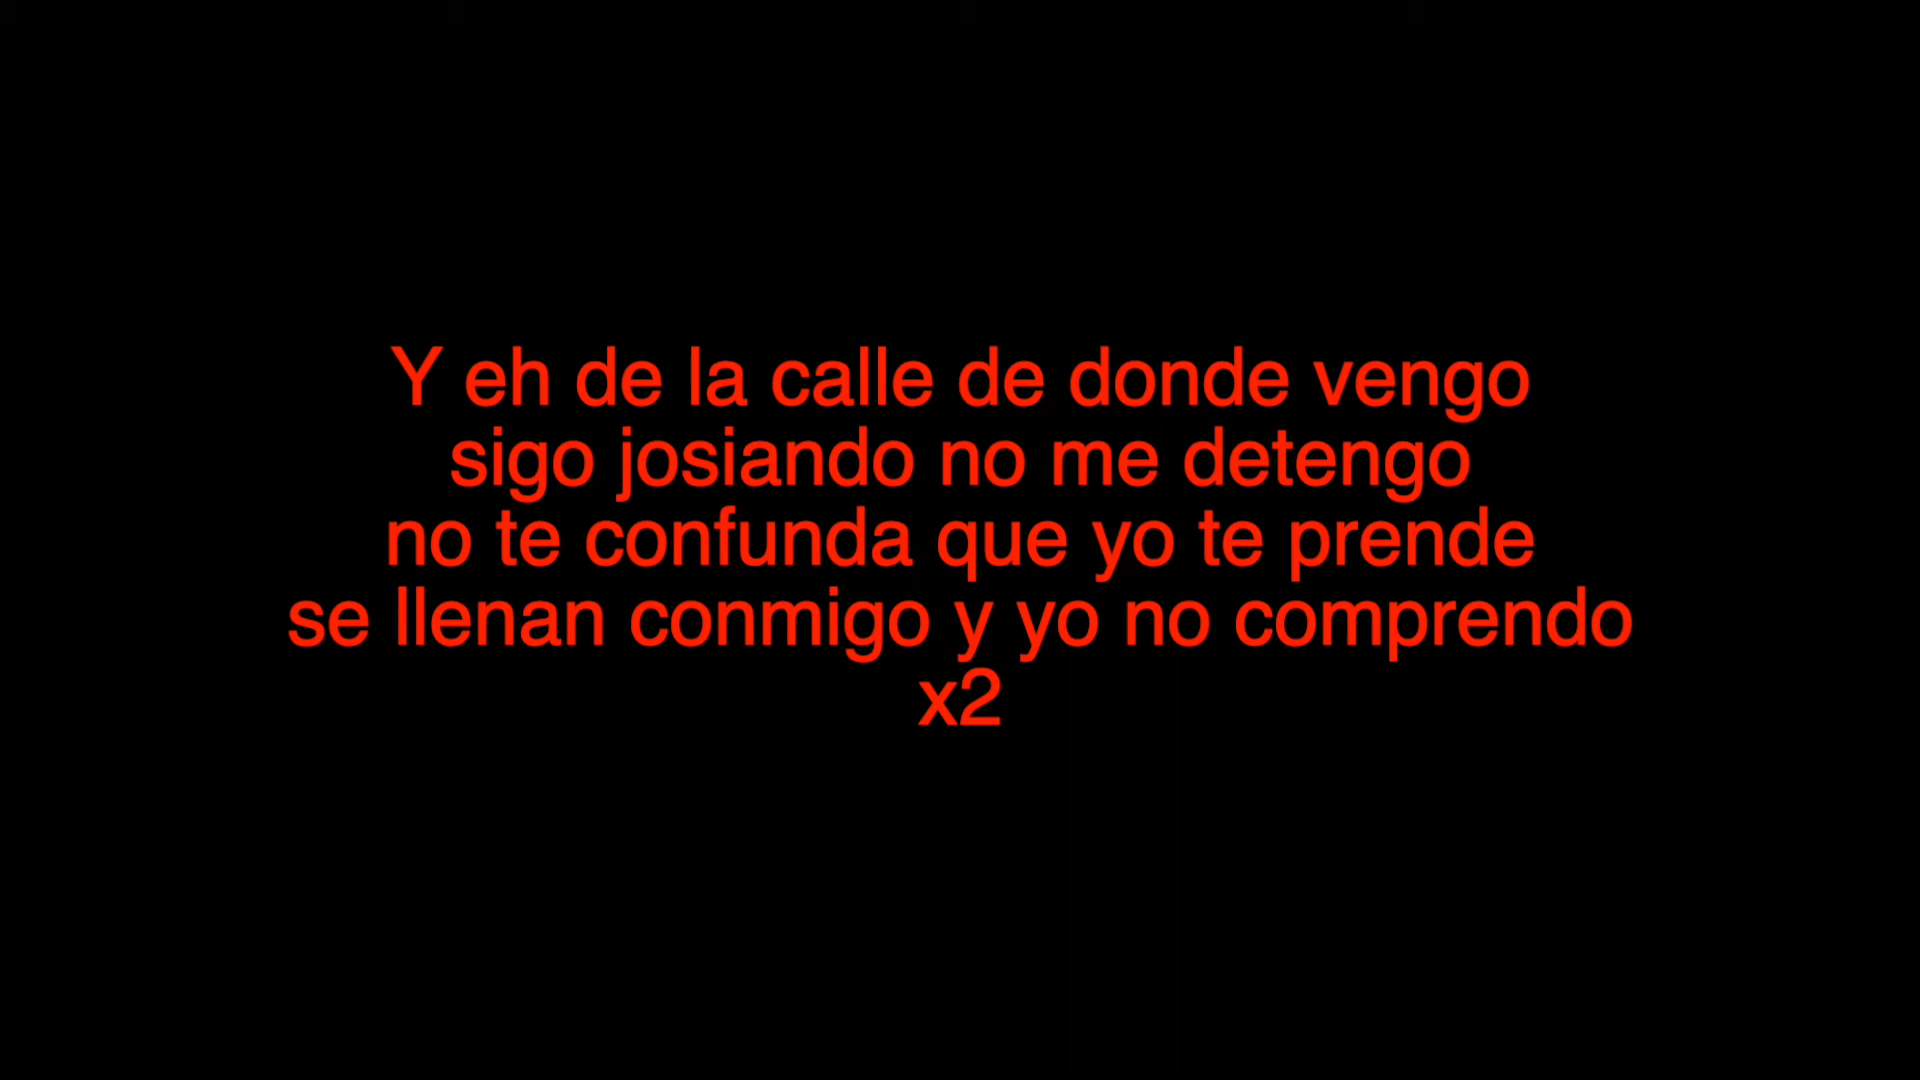 Y eh de la calle de donde vengo
sigo josiando no me detengo
no te confunda que yo te prende
se llenan conmigo y yo no comprendo
x2